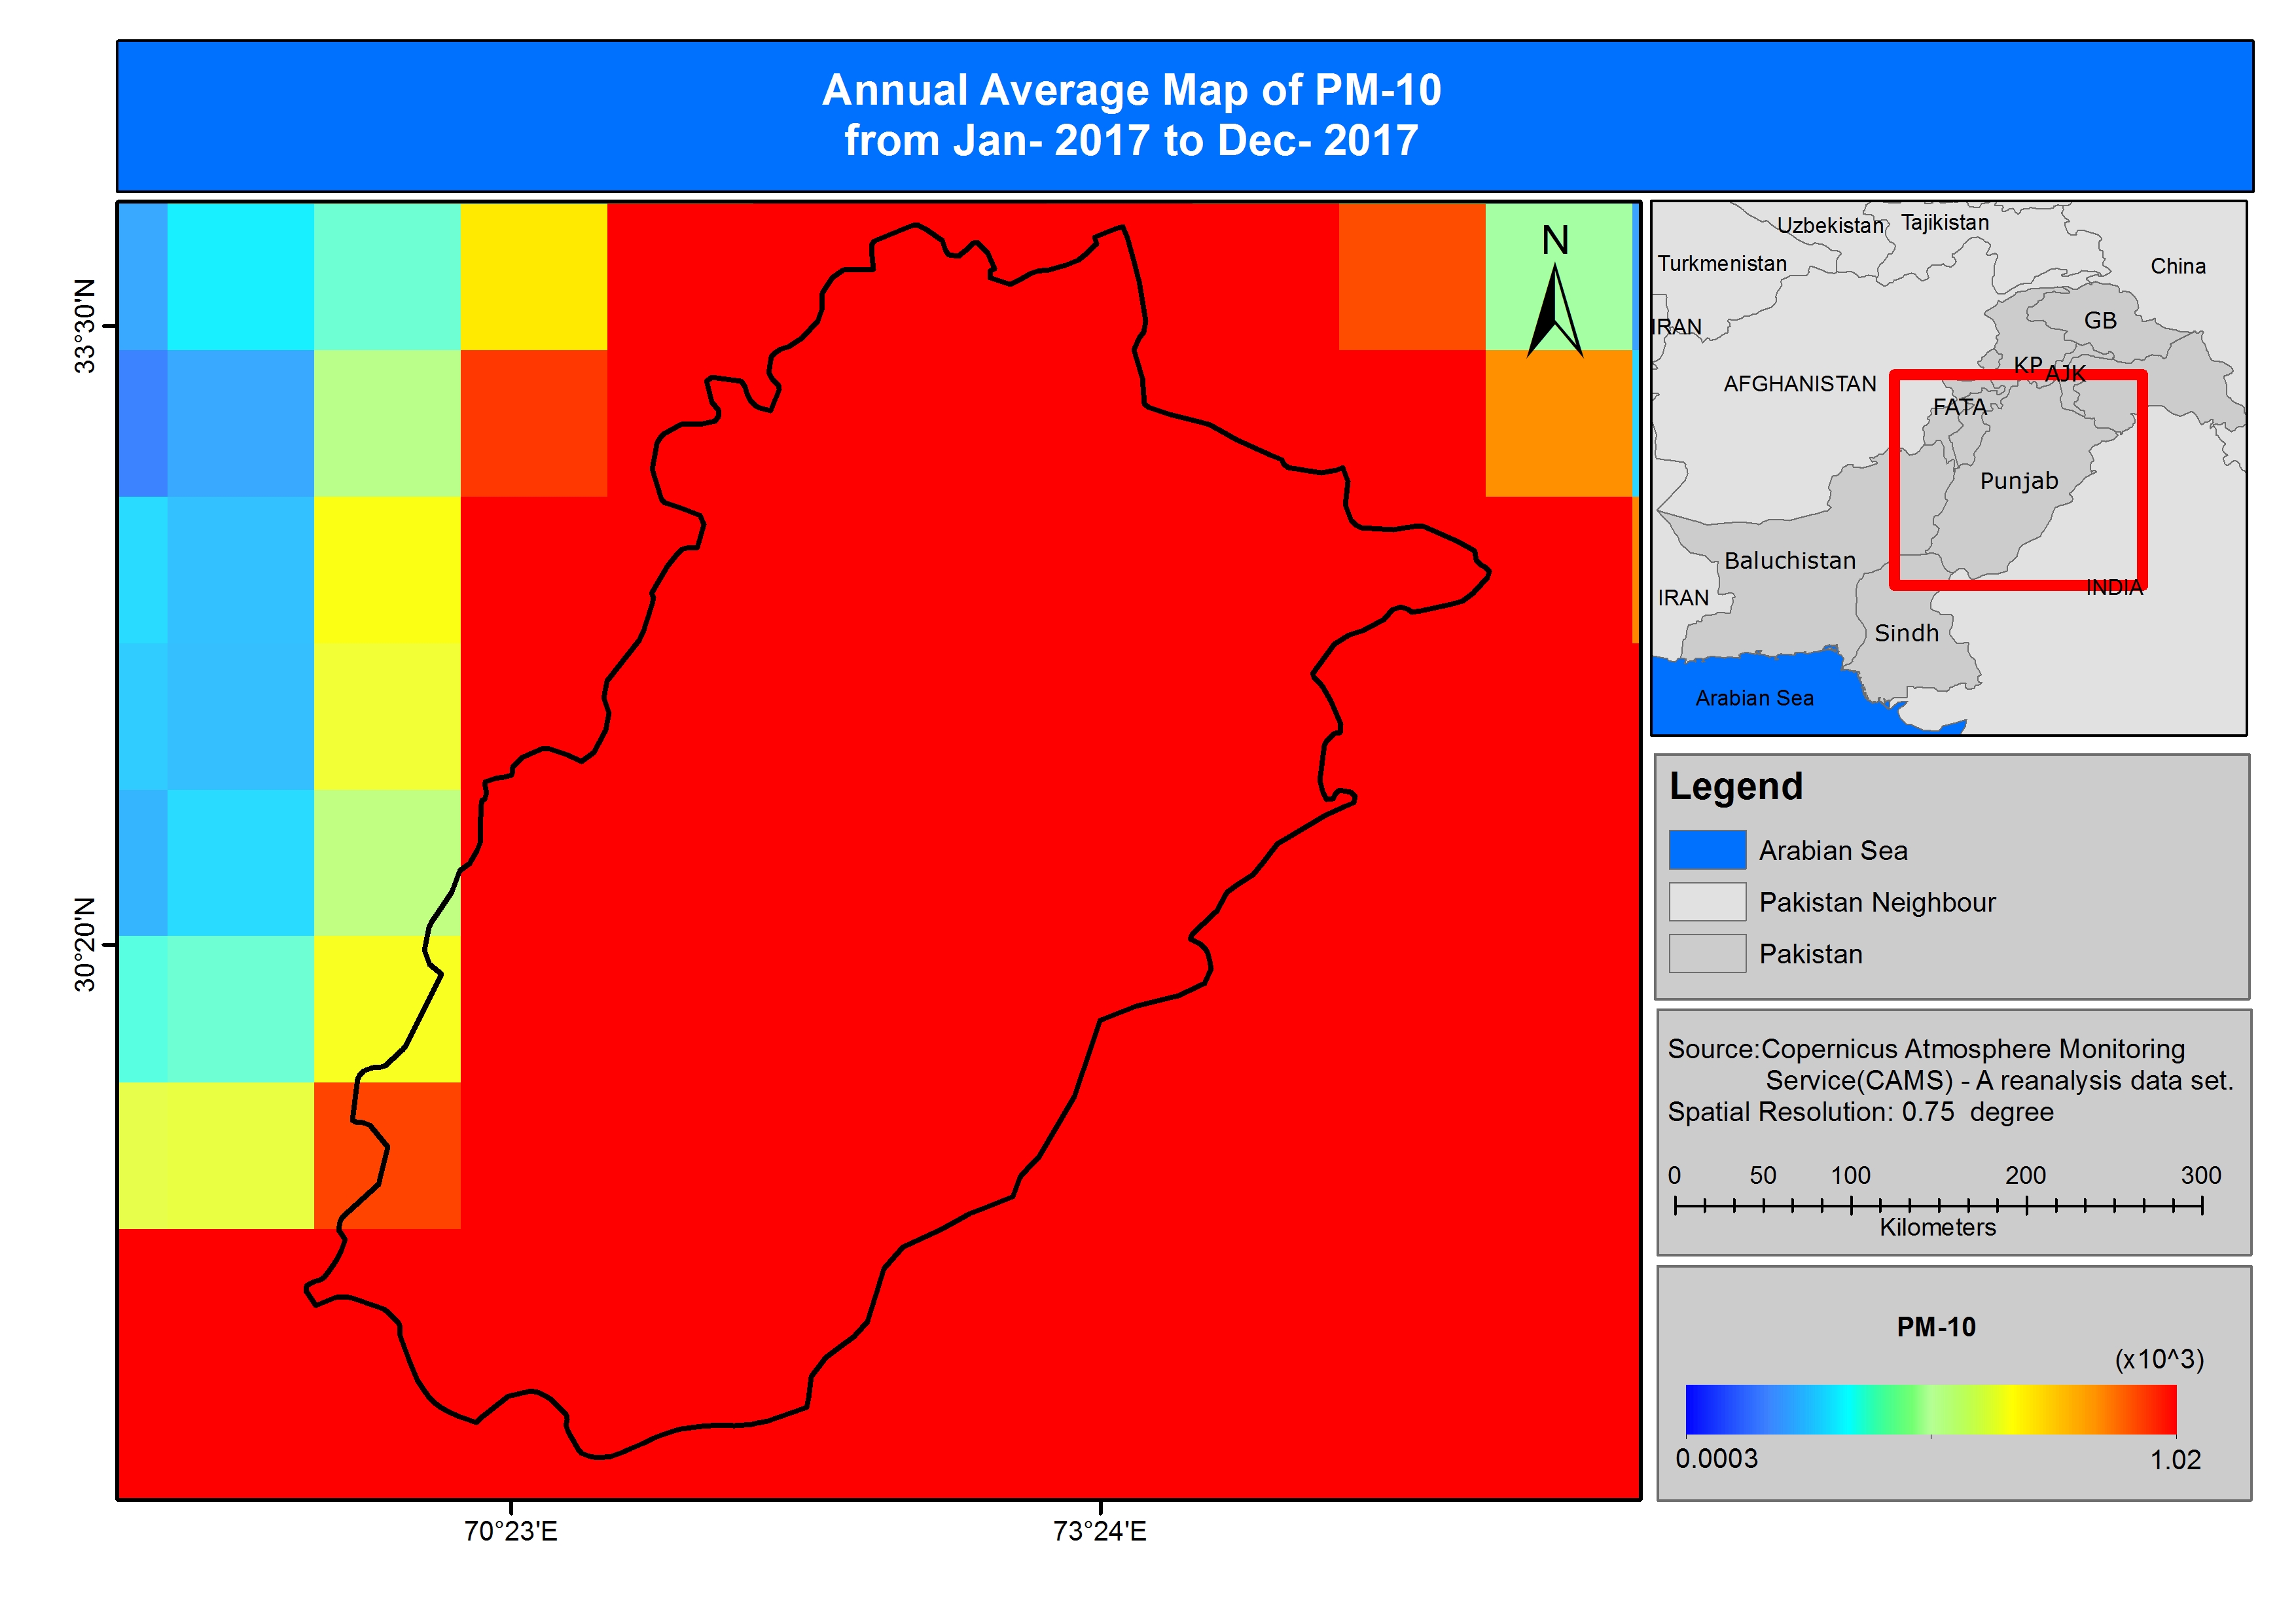 Annual Average Map of PM-10
from Jan- 2017 to Dec- 2017
33°30'N
30°20'N
70°23'E
73°24'E
N
Uzbekistan
Tajikistan
Turkmenistan
China
IRAN
GB
KP
AJK
AFGHANISTAN
FATA
Punjab
Baluchistan
INDIA
IRAN
Sindh
Arabian Sea
Legend
Arabian Sea
Pakistan Neighbour
Pakistan
Source:Copernicus Atmosphere Monitoring
Service(CAMS) - A reanalysis data set.
Spatial Resolution: 0.75 degree
0 50 100 200 300
Kilometers
PM-10
(x10^3)
0.0003 1.02